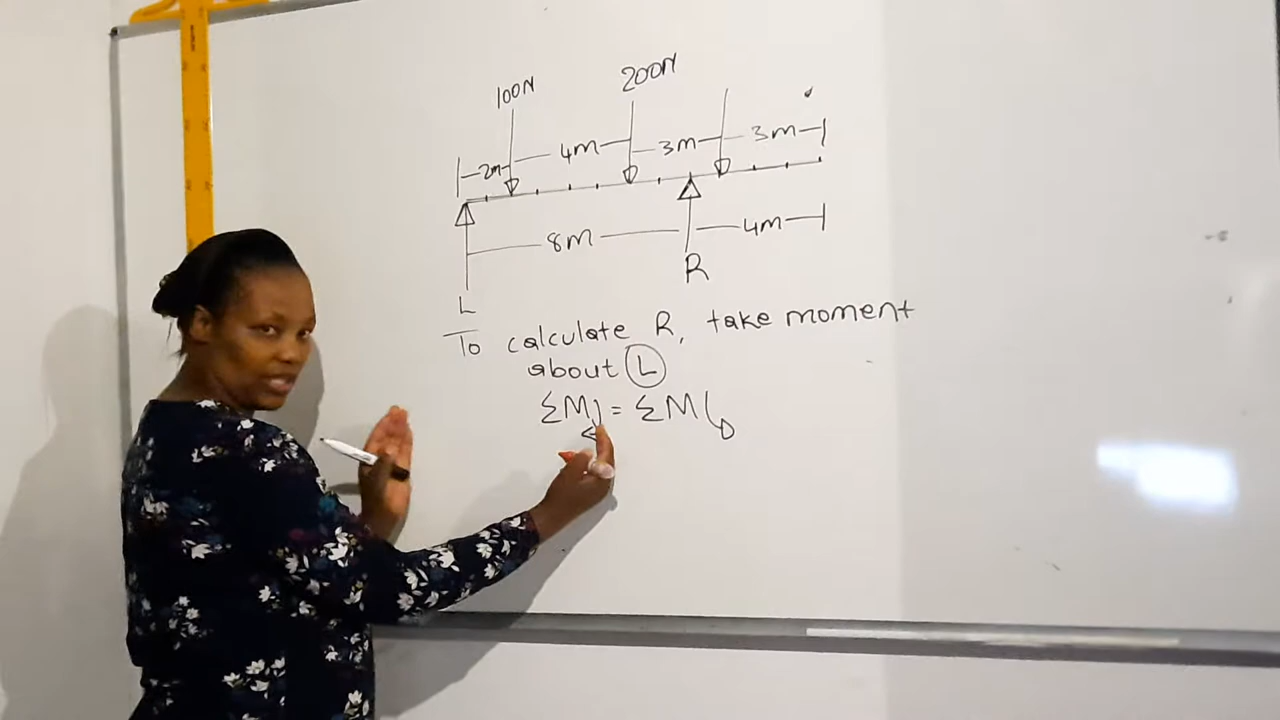 100N 200N
2m 4m 3m 3m
8m 4m
R
L
To calculate R, take moment
about L
ΣM = ΣM